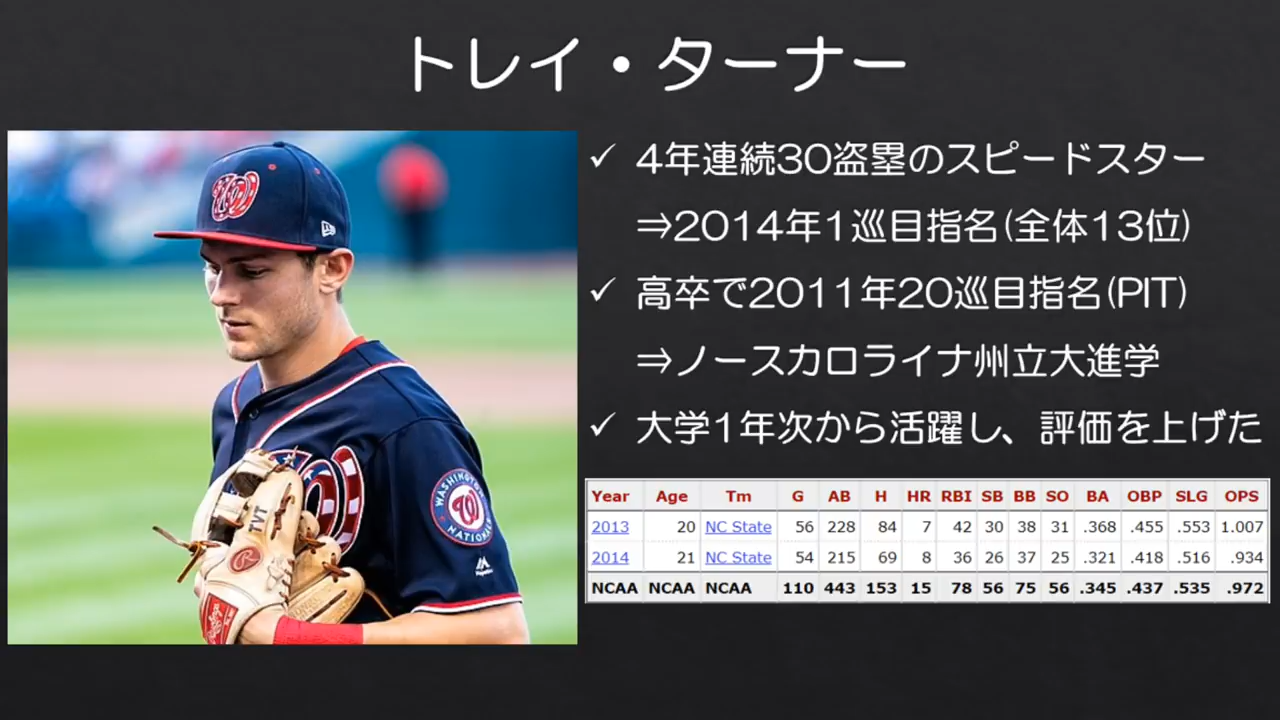 トレイ・ターナー
✓ 4年連続30盗塁のスピードスター
⇒2014年1巡目指名(全体13位)
✓ 高卒で2011年20巡目指名(PIT)
⇒ノースカロライナ州立大進学
✓ 大学1年次から活躍し、評価を上げた
Year Age Tm G AB H HR RBI SB BB SO BA OBP SLG OPS
2013 20 NC State 56 228 84 7 42 30 38 31 .368 .455 .553 1.007
2014 21 NC State 54 215 69 8 36 26 37 25 .321 .418 .516 .934
NCAA NCAA NCAA 110 443 153 15 78 56 75 56 .345 .437 .535 .972
WASHINGTON
NATIONALS
TVT
Rawlings